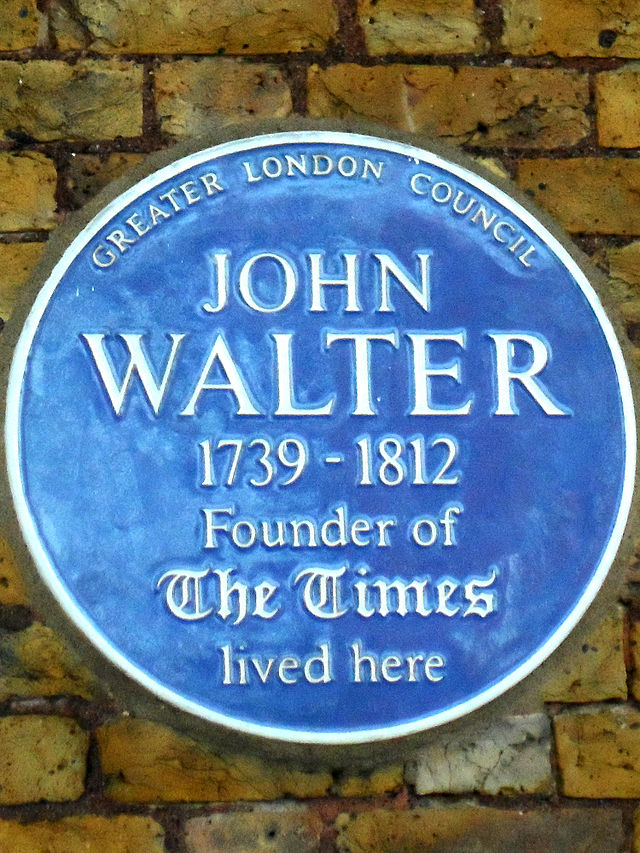 GREATER LONDON COUNCIL
JOHN
WALTER
1739 - 1812
Founder of
The Times
lived here